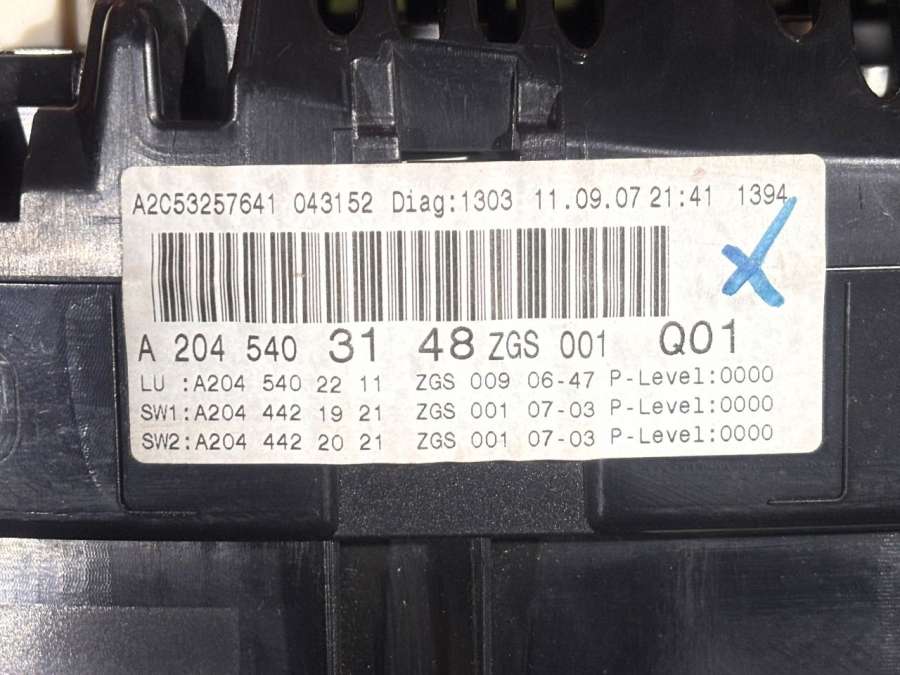 A2C53257641 043152 Diag:1303 11.09.07 21:41 1394
A 204 540 31 48 ZGS 001 Q01
LU :A204 540 22 11 ZGS 009 06-47 P-Level:0000
SW1:A204 442 19 21 ZGS 001 07-03 P-Level:0000
SW2:A204 442 20 21 ZGS 001 07-03 P-Level:0000